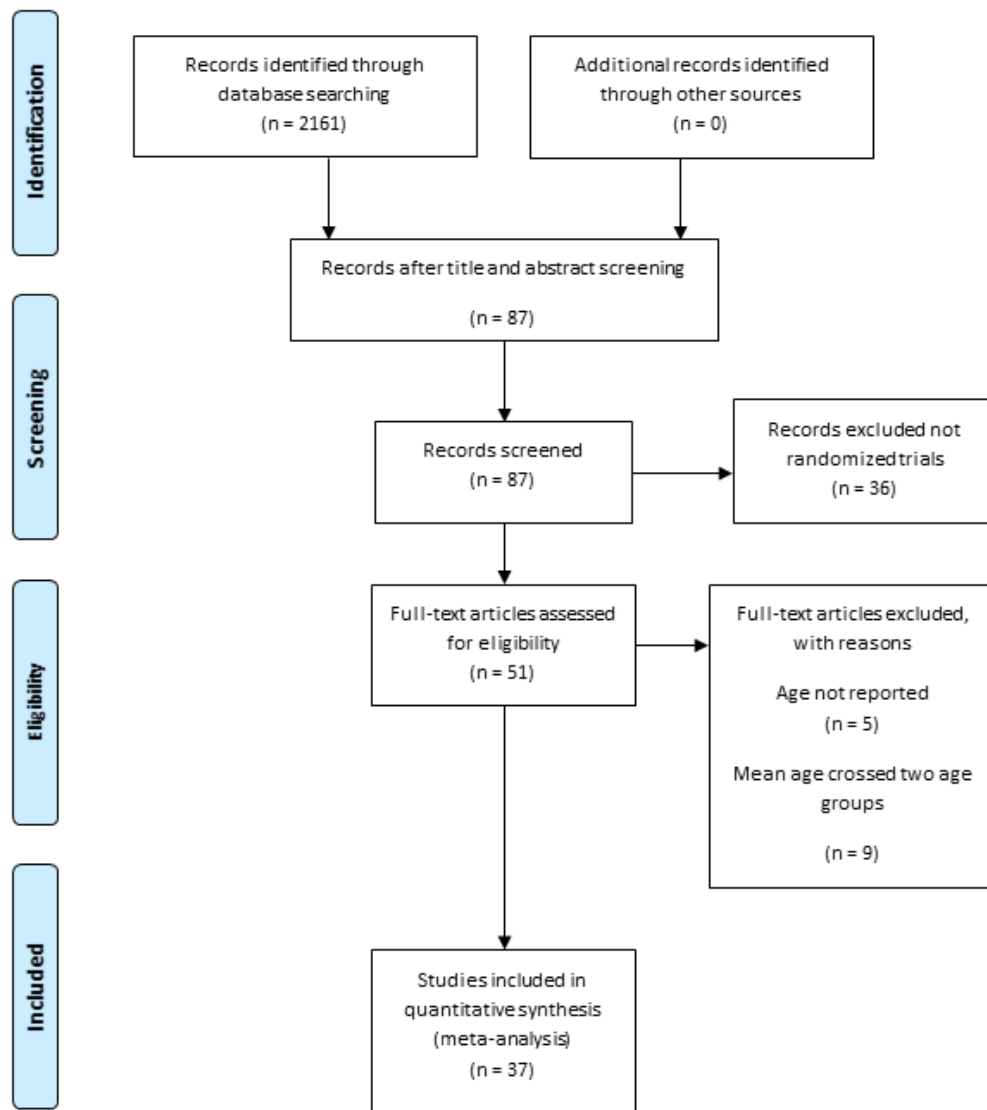 Identification
Records identified through
database searching
(n = 2161)
Additional records identified
through other sources
(n = 0)
Records after title and abstract screening
(n = 87)
Screening
Records screened
(n = 87)
Records excluded not
randomized trials
(n = 36)
Eligibility
Full-text articles assessed
for eligibility
(n = 51)
Full-text articles excluded,
with reasons
Age not reported
(n = 5)
Mean age crossed two age
groups
(n = 9)
Included
Studies included in
quantitative synthesis
(meta-analysis)
(n = 37)